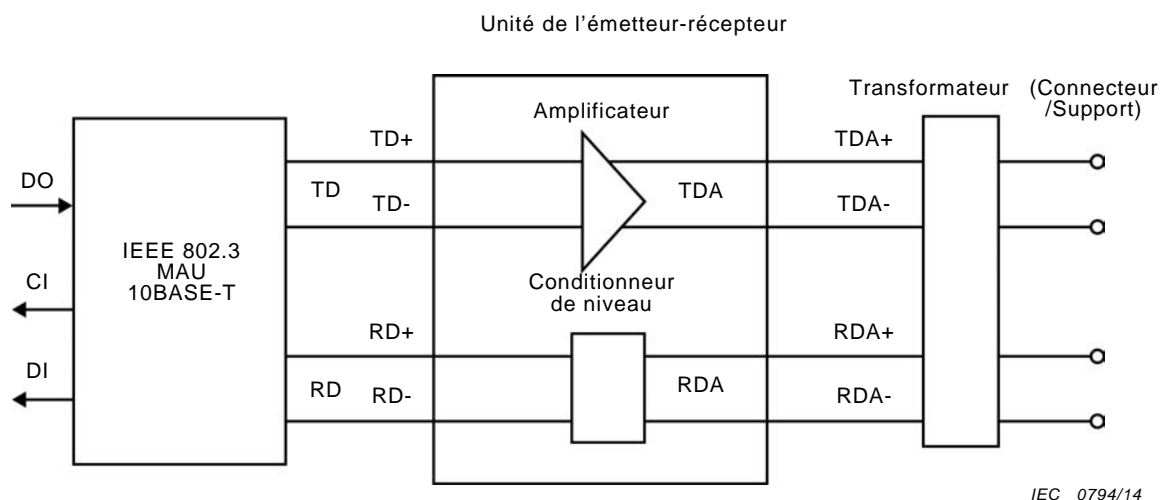 Unité de l'émetteur-récepteur
Transformateur
(Connecteur
/Support)
Amplificateur
TD+
TDA+
DO
TD
TD-
TDA
TDA-
IEEE 802.3
MAU
10BASE-T
CI
Conditionneur
de niveau
RD+
RDA+
DI
RD
RD-
RDA
RDA-
IEC 0794/14